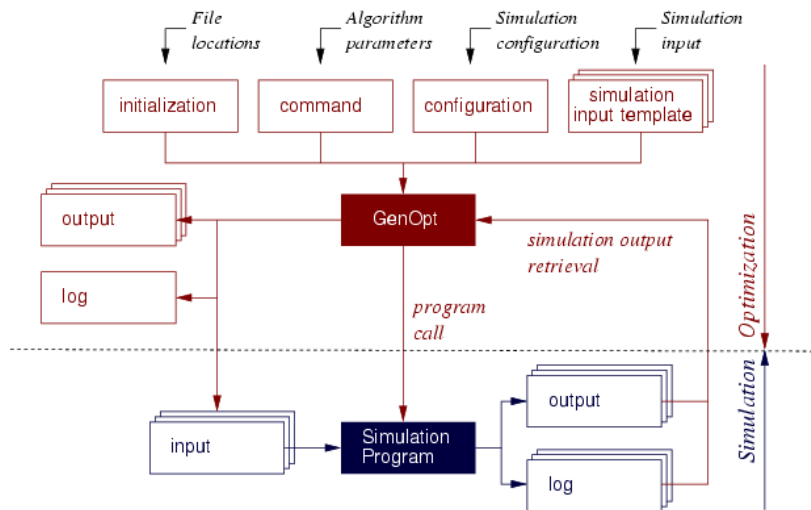 File
locations
Algorithm
parameters
Simulation
configuration
Simulation
input
initialization
command
configuration
simulation
input template
output
GenOpt
simulation output
retrieval
log
program
call
Optimization
Simulation
input
Simulation
Program
output
log